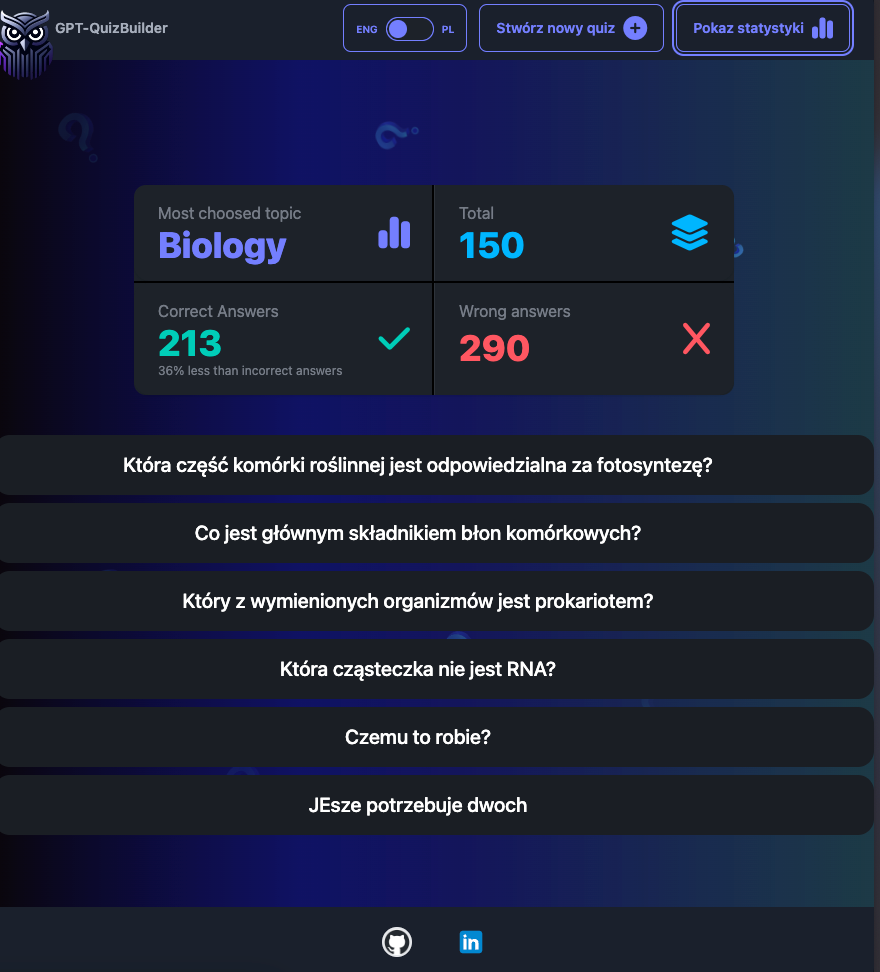 GPT-QuizBuilder
ENG PL
Stwórz nowy quiz
Pokaz statystyki
Most choosed topic
Biology
Total
150
Correct Answers
213
36% less than incorrect answers
Wrong answers
290
Która część komórki roślinnej jest odpowiedzialna za fotosyntezę?
Co jest głównym składnikiem błon komórkowych?
Który z wymienionych organizmów jest prokariotem?
Która cząsteczka nie jest RNA?
Czemu to robie?
JEsze potrzebuje dwoch
in